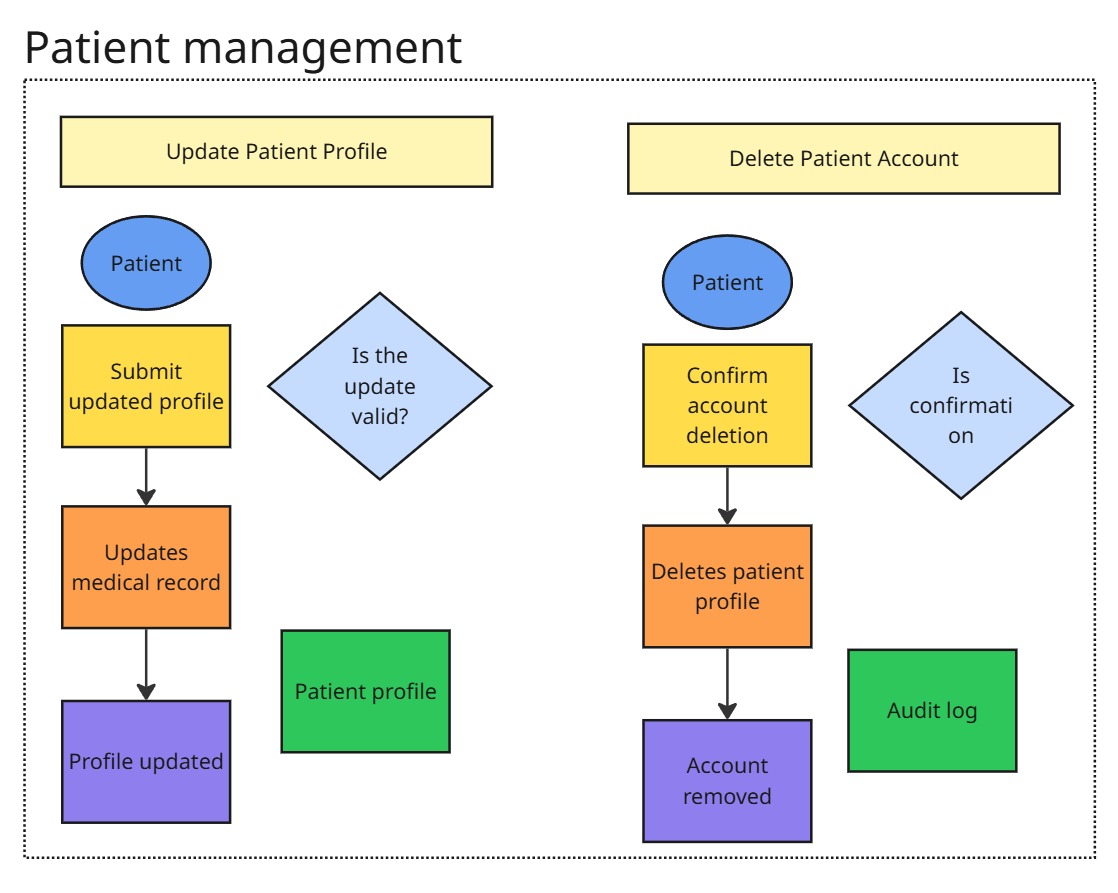 Patient management
Update Patient Profile
Patient
Submit
updated profile
Is the
update
valid?
Updates
medical record
Patient profile
Profile updated
Delete Patient Account
Patient
Confirm
account
deletion
Is
confirmati
on
Deletes patient
profile
Audit log
Account
removed